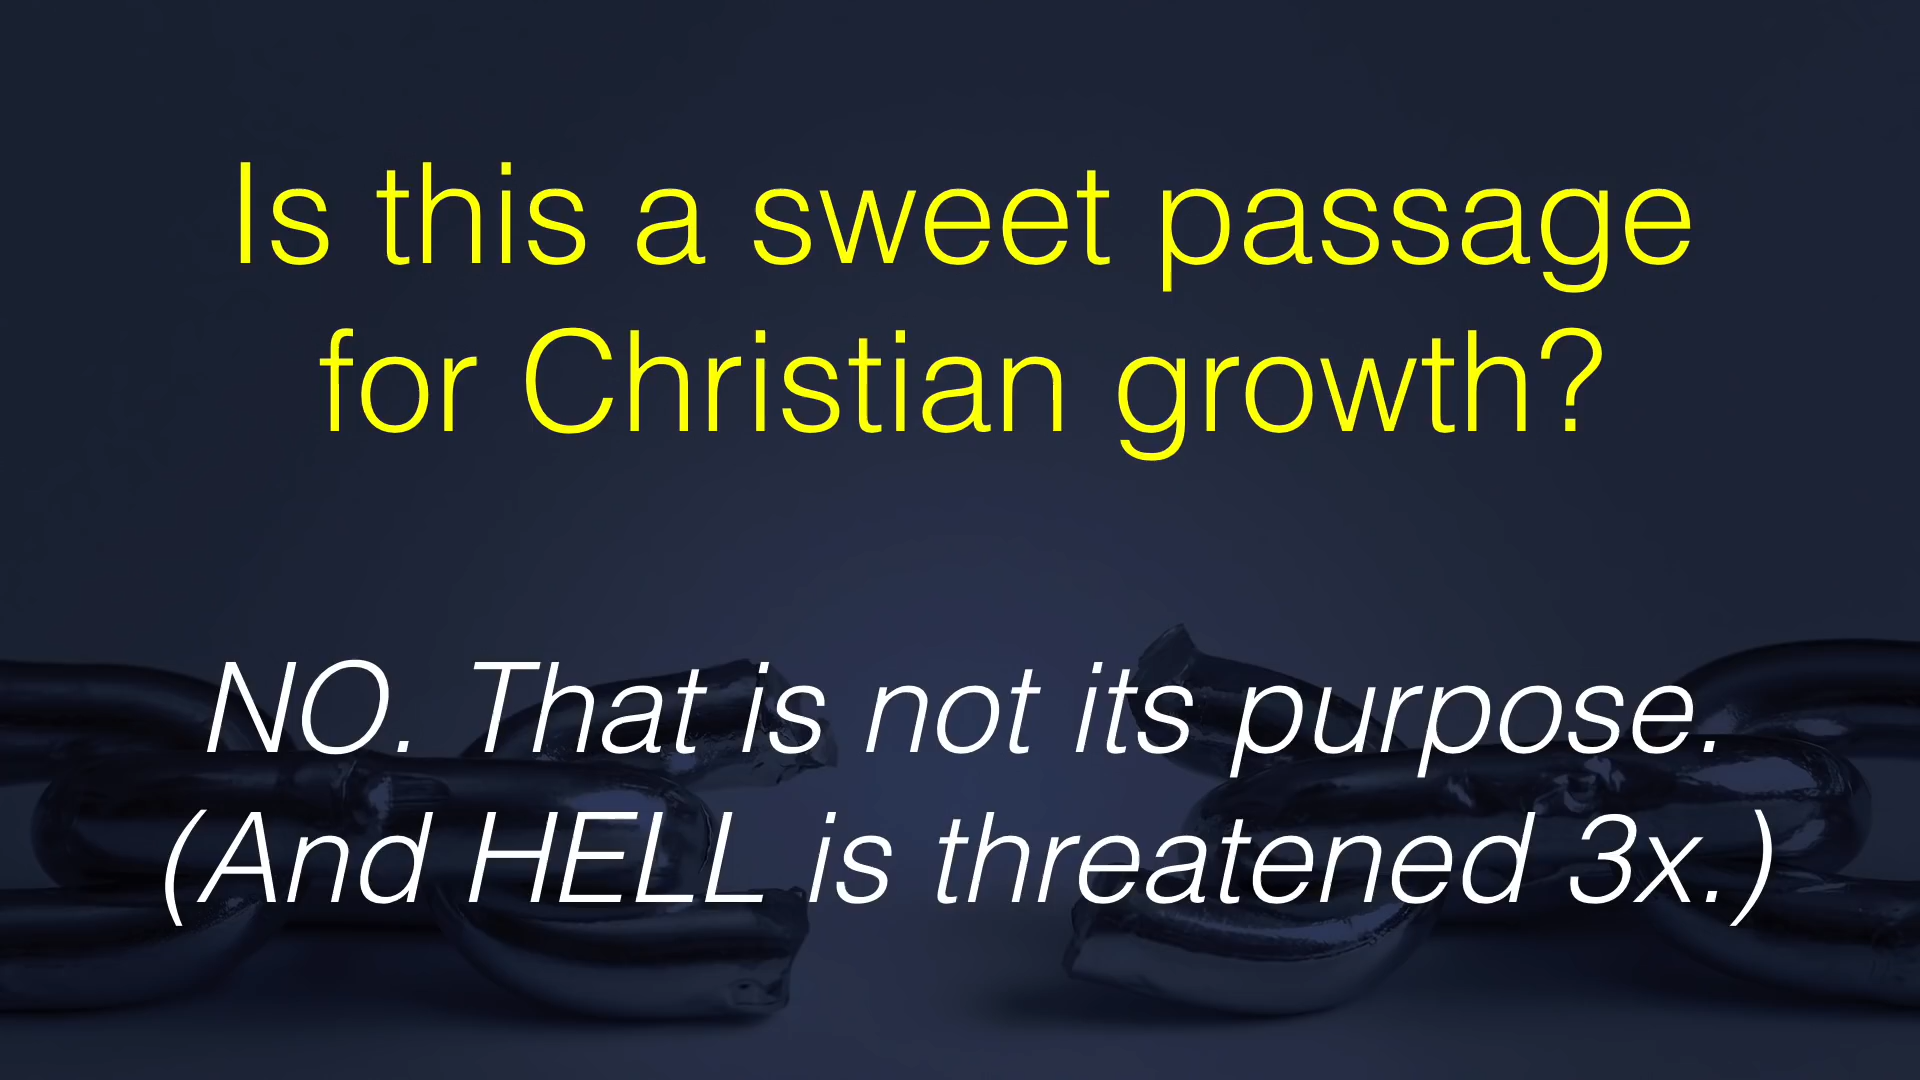 Is this a sweet passage
for Christian growth?
NO. That is not its purpose.
(And HELL is threatened 3x.)